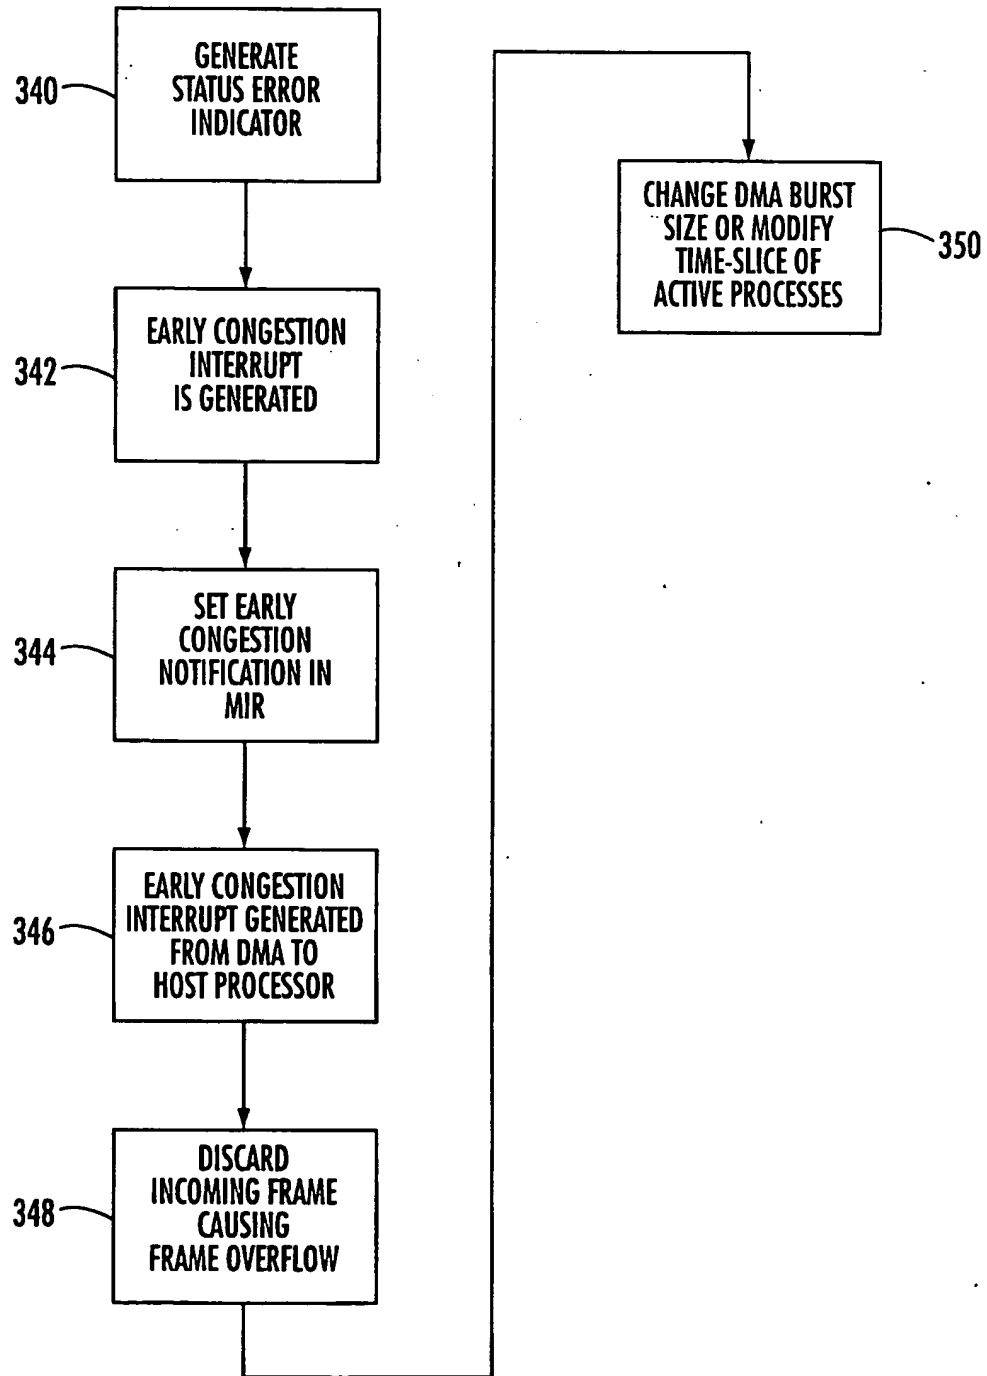 340
GENERATE
STATUS ERROR
INDICATOR
342
EARLY CONGESTION
INTERRUPT
IS GENERATED
344
SET EARLY
CONGESTION
NOTIFICATION IN
MIR
346
EARLY CONGESTION
INTERRUPT GENERATED
FROM DMA TO
HOST PROCESSOR
348
DISCARD
INCOMING FRAME
CAUSING
FRAME OVERFLOW
CHANGE DMA BURST
SIZE OR MODIFY
TIME-SLICE OF
ACTIVE PROCESSES
350